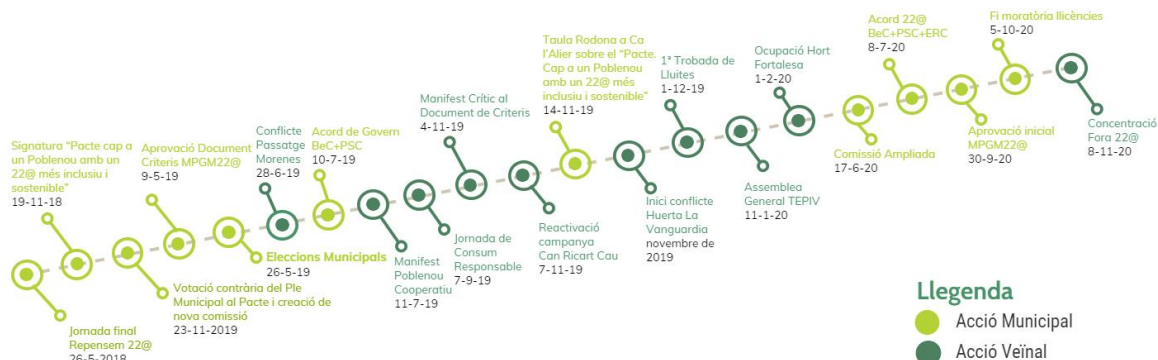 Jornada final
Repensem 22@
26-5-2018
Signatura "Pacte cap a
un Poblenou amb un
22@ més inclusiu i
sostenible"
19-11-18
Votació contrària del Ple
Municipal al Pacte i creació de
nova comissió
23-11-2019
Aprovació Document
Criteris MPGM22@
9-5-19
Eleccions Municipals
26-5-19
Conflicte
Passatge
Morenes
28-6-19
Acord de Govern
BeC+PSC
10-7-19
Manifest
Poblenou
Cooperatiu
11-7-19
Jornada de
Consum
Responsable
7-9-19
Manifest Crític al
Document de Criteris
4-11-19
Reactivació
campanya
Can Ricart Cau
7-11-19
Taula Rodona a Ca
l'Alier sobre el "Pacte.
Cap a un Poblenou
amb un 22@ més
inclusiu i sostenible"
14-11-19
Inici conflicte
Huerta La
Vanguardia
novembre de
2019
1ª Trobada de
Lluites
1-12-19
Assemblea
General TEPIV
11-1-20
Ocupació Hort
Fortalesa
1-2-20
Comissió Ampliada
17-6-20
Acord 22@
BeC+PSC+ERC
8-7-20
Aprovació inicial
MPGM22@
30-9-20
Fi moratòria llicències
5-10-20
Concentració
Fora 22@
8-11-20
Llegenda
Acció Municipal
Acció Veïnal